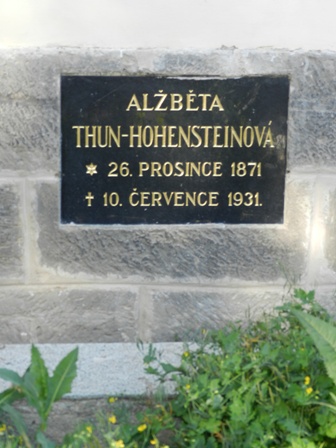 ALŽBĚTA
THUN-HOHENSTEINOVÁ
✡ 26. PROSINCE 1871
✝ 10. ČERVENCE 1931.